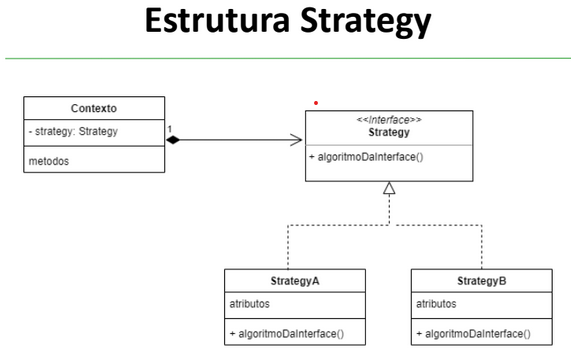 Estrutura Strategy
Contexto
- strategy: Strategy
metodos
1
<<interface>>
Strategy
+ algoritmoDaInterface()
StrategyA
atributos
+ algoritmoDaInterface()
StrategyB
atributos
+ algoritmoDaInterface()